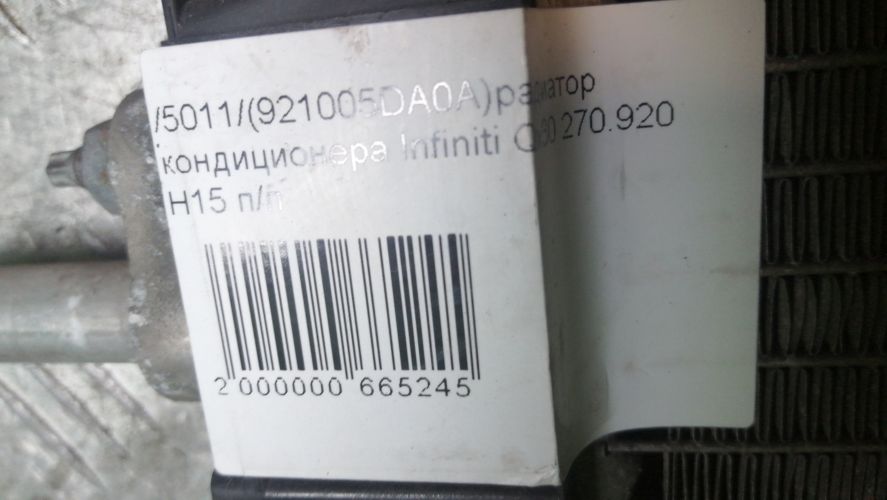 /5011/(921005DA0A)радиатор
кондиционера Infiniti Q30 270.920
H15 п/п
2 000000 665245